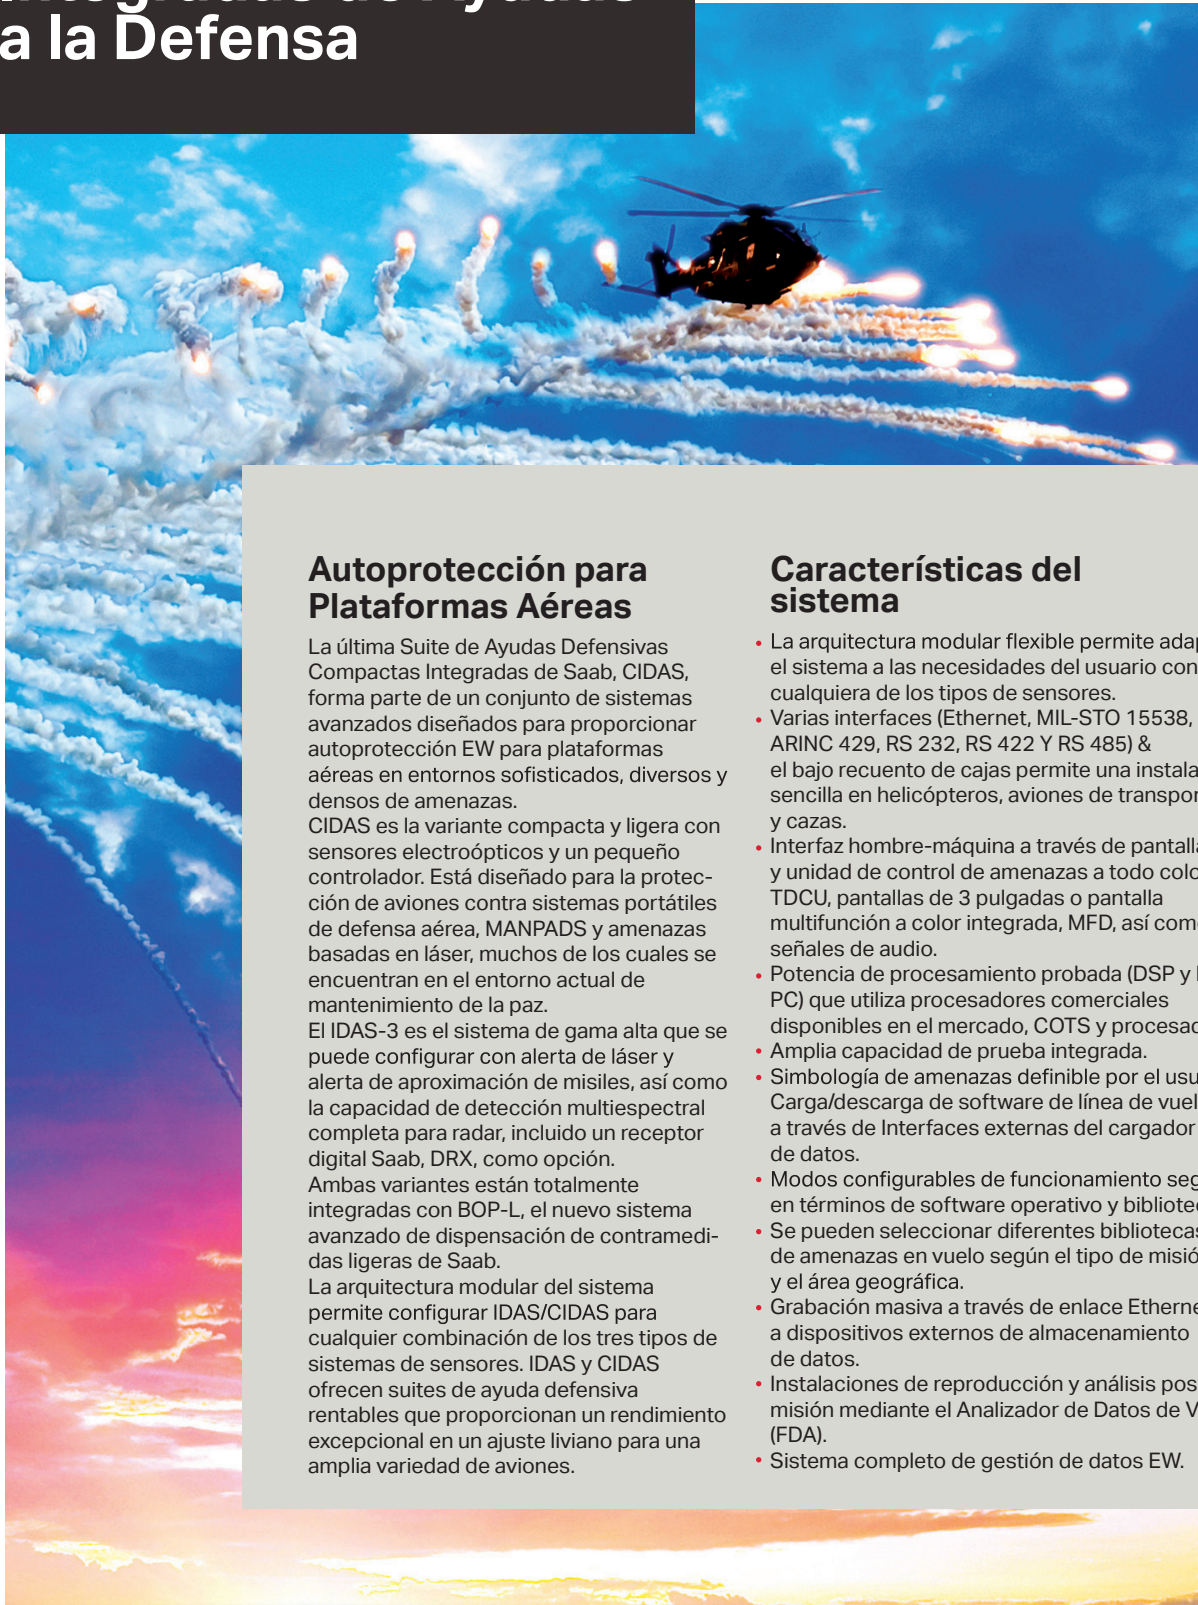 a la Defensa
Autoprotección para
Plataformas Aéreas
La última Suite de Ayudas Defensivas
Compactas Integradas de Saab, CIDAS,
forma parte de un conjunto de sistemas
avanzados diseñados para proporcionar
autoprotección EW para plataformas
aéreas en entornos sofisticados, diversos y
densos de amenazas.
CIDAS es la variante compacta y ligera con
sensores electroópticos y un pequeño
controlador. Está diseñado para la protec-
ción de aviones contra sistemas portátiles
de defensa aérea, MANPADS y amenazas
basadas en láser, muchos de los cuales se
encuentran en el entorno actual de
mantenimiento de la paz.
El IDAS-3 es el sistema de gama alta que se
puede configurar con alerta de láser y
alerta de aproximación de misiles, así como
la capacidad de detección multiespectral
completa para radar, incluido un receptor
digital Saab, DRX, como opción.
Ambas variantes están totalmente
integradas con BOP-L, el nuevo sistema
avanzado de dispensación de contramedi-
das ligeras de Saab.
La arquitectura modular del sistema
permite configurar IDAS/CIDAS para
cualquier combinación de los tres tipos de
sistemas de sensores. IDAS y CIDAS
ofrecen suites de ayuda defensiva
rentables que proporcionan un rendimiento
excepcional en un ajuste liviano para una
amplia variedad de aviones.
Características del
sistema
• La arquitectura modular flexible permite
el sistema a las necesidades del usuario con
cualquiera de los tipos de sensores.
• Varias interfaces (Ethernet, MIL-STO 15538,
ARINC 429, RS 232, RS 422 Y RS 485) &
el bajo recuento de cajas permite una
sencilla en helicópteros, aviones de
y cazas.
• Interfaz hombre-máquina a través de
y unidad de control de amenazas a todo
TDCU, pantallas de 3 pulgadas o pantalla
multifunción a color integrada, MFD, así
señales de audio.
• Potencia de procesamiento probada (DSP y
PC) que utiliza procesadores comerciales
disponibles en el mercado, COTS y
• Amplia capacidad de prueba integrada.
• Simbología de amenazas definible por el
Carga/descarga de software de línea de
a través de Interfaces externas del cargador
de datos.
• Modos configurables de funcionamiento
en términos de software operativo y
• Se pueden seleccionar diferentes bibliotecas
de amenazas en vuelo según el tipo de
y el área geográfica.
• Grabación masiva a través de enlace
a dispositivos externos de almacenamiento
de datos.
• Instalaciones de reproducción y análisis
misión mediante el Analizador de Datos de
(FDA).
• Sistema completo de gestión de datos EW.